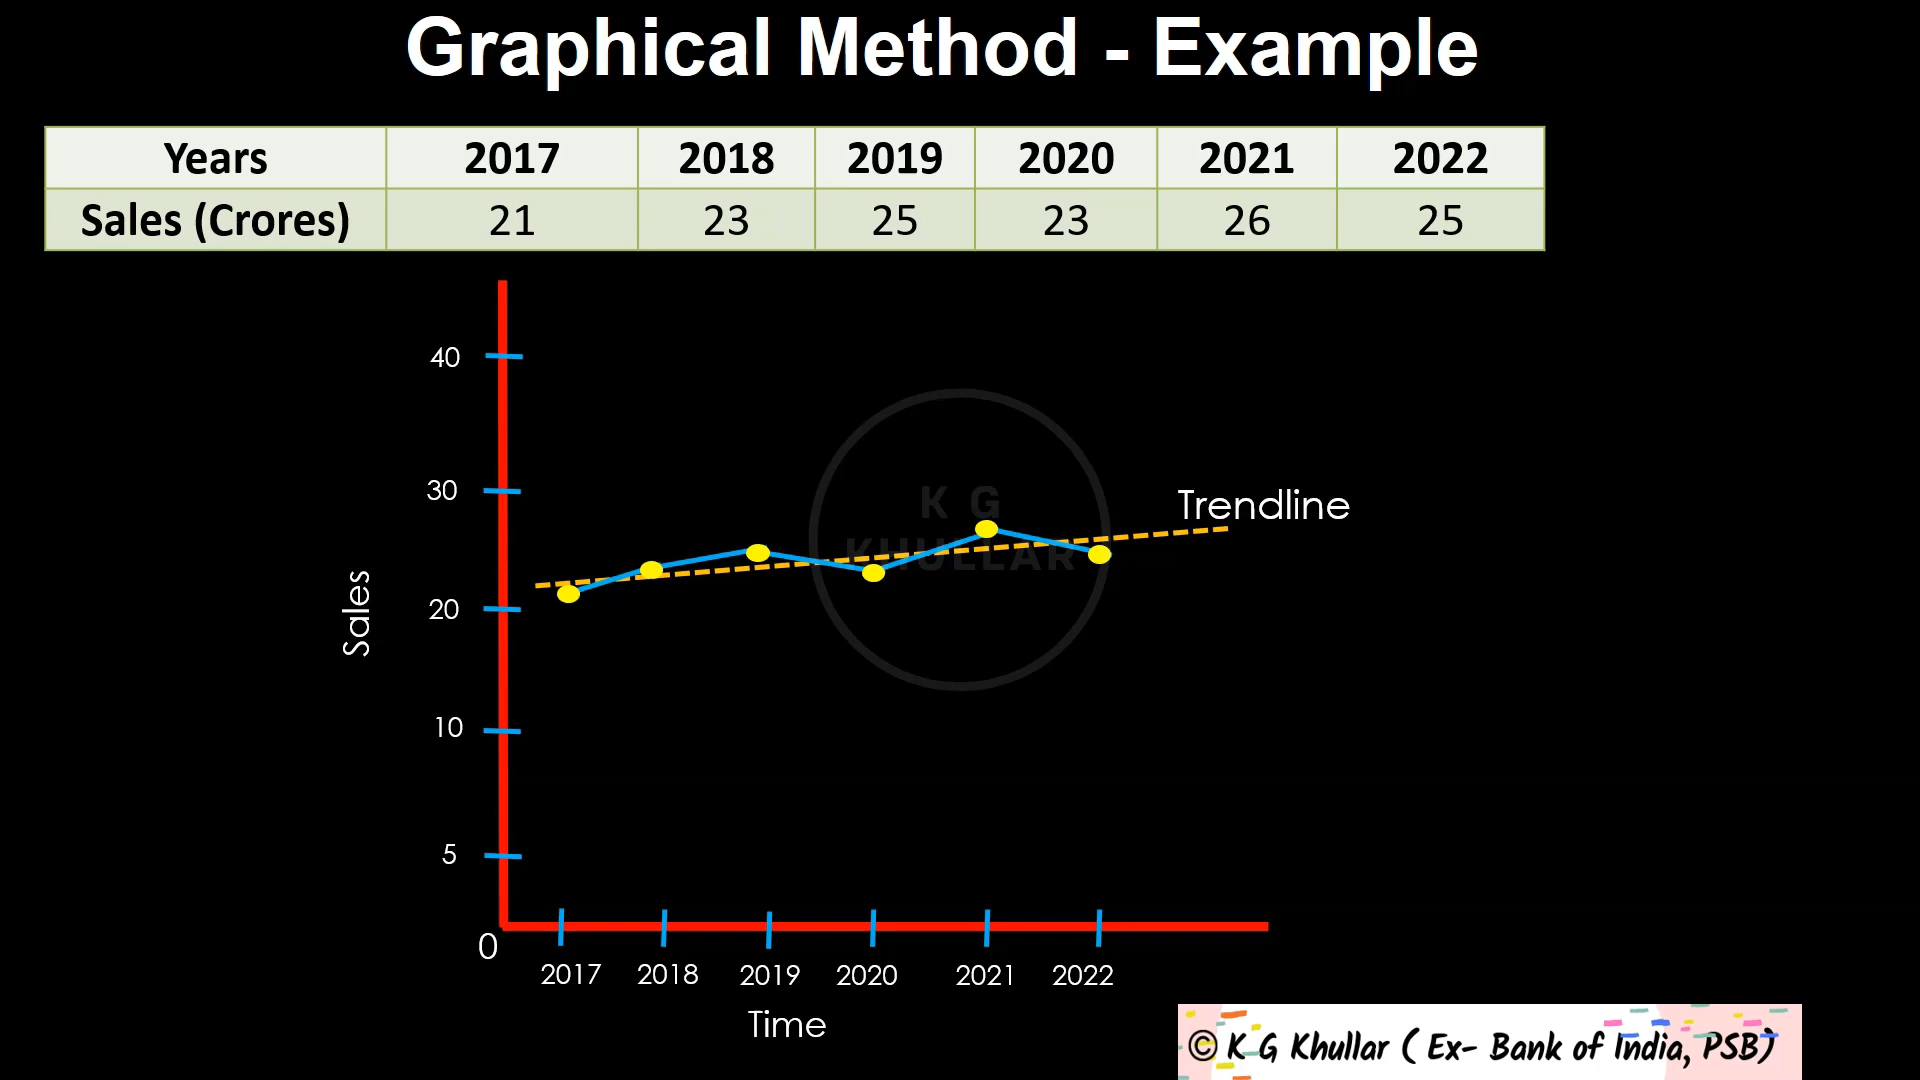 Graphical Method - Example
Years 2017 2018 2019 2020 2021 2022
Sales (Crores) 21 23 25 23 26 25
40
30
20
10
5
0
Sales
K G
KHULLAR
Trendline
2017 2018 2019 2020 2021 2022
Time
© K G Khullar ( Ex- Bank of India, PSB)